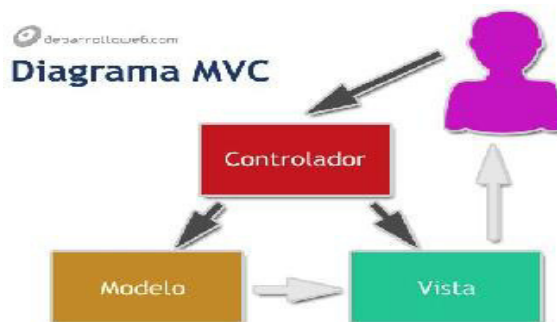 desarrolloweb.com
Diagrama MVC
Controlador
Modelo
Vista